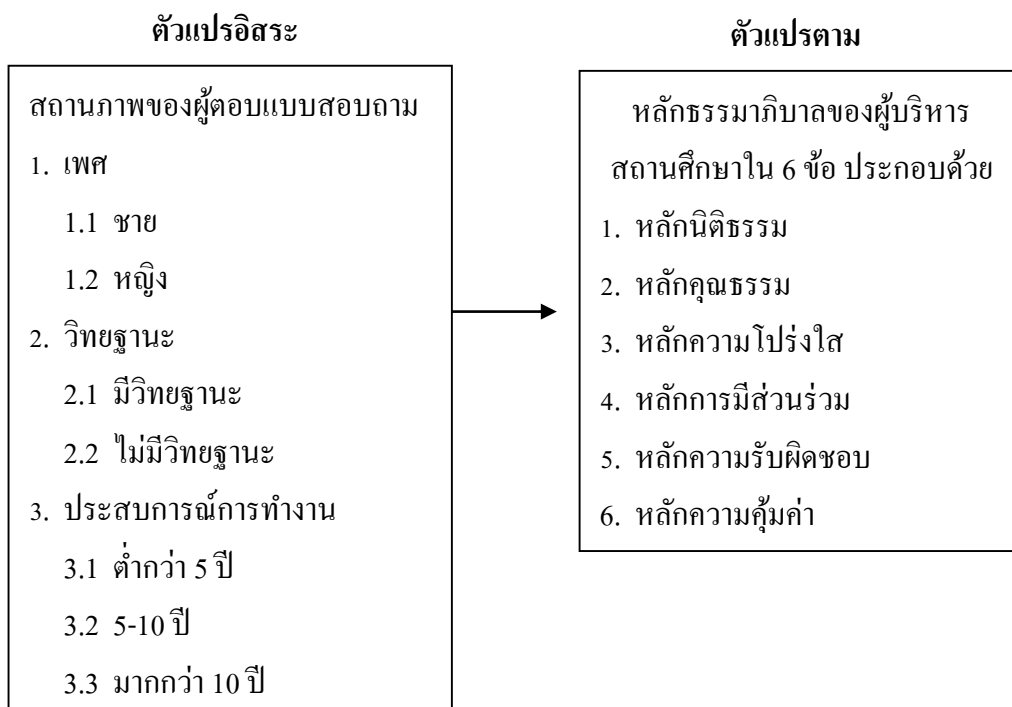 ตัวแปรอิสระ
สถานภาพของผู้ตอบแบบสอบถาม
1. เพศ
1.1 ชาย
1.2 หญิง
2. วิทยฐานะ
2.1 มีวิทยฐานะ
2.2 ไม่มีวิทยฐานะ
3. ประสบการณ์การทำงาน
3.1 ต่ำกว่า 5 ปี
3.2 5-10 ปี
3.3 มากกว่า 10 ปี
ตัวแปรตาม
หลักธรรมาภิบาลของผู้บริหาร
สถานศึกษาใน 6 ข้อ ประกอบด้วย
1. หลักนิติธรรม
2. หลักคุณธรรม
3. หลักความโปร่งใส
4. หลักการมีส่วนร่วม
5. หลักความรับผิดชอบ
6. หลักความคุ้มค่า